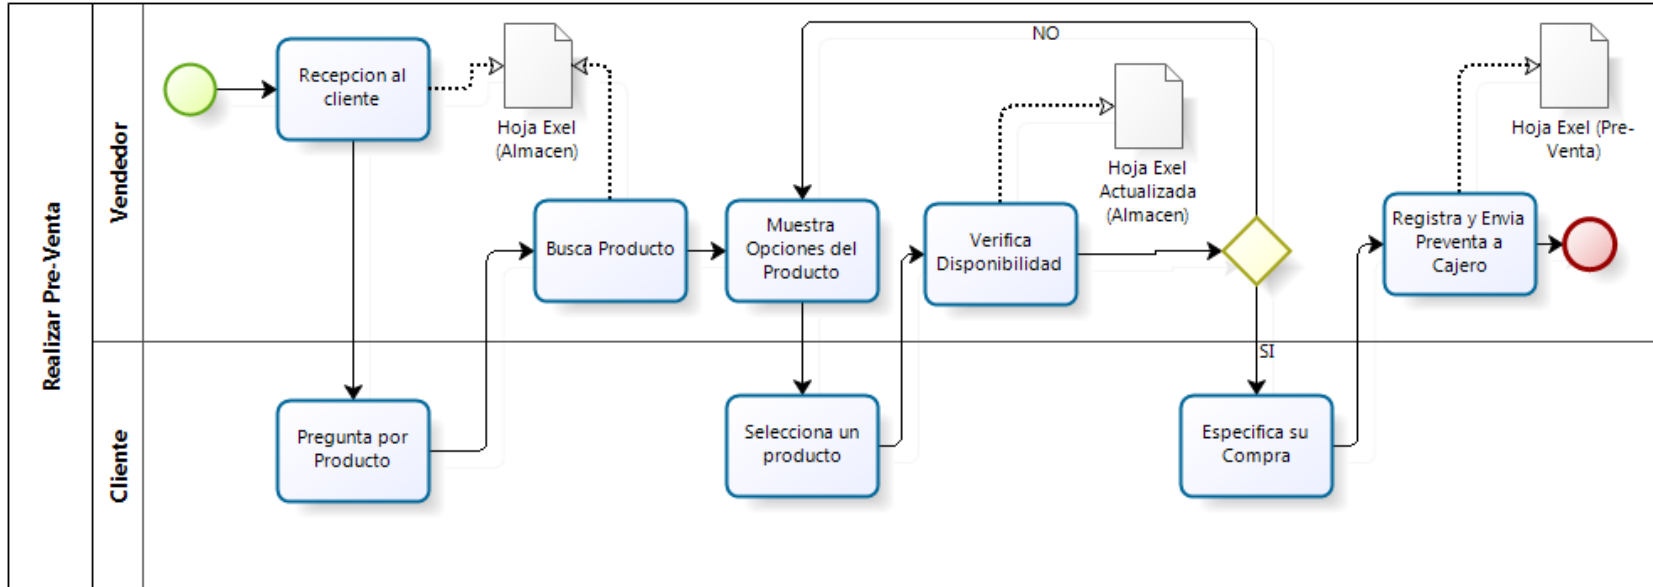 Realizar Pre-Venta
Vendedor
Recepcion al
cliente
Hoja Exel
(Almacen)
Busca Producto
Muestra
Opciones del
Producto
NO
Verifica
Disponibilidad
Hoja Exel
Actualizada
(Almacen)
Hoja Exel (Pre-
Venta)
Registra y Envia
Preventa a
Cajero
SI
Cliente
Pregunta por
Producto
Selecciona un
producto
Especifica su
Compra